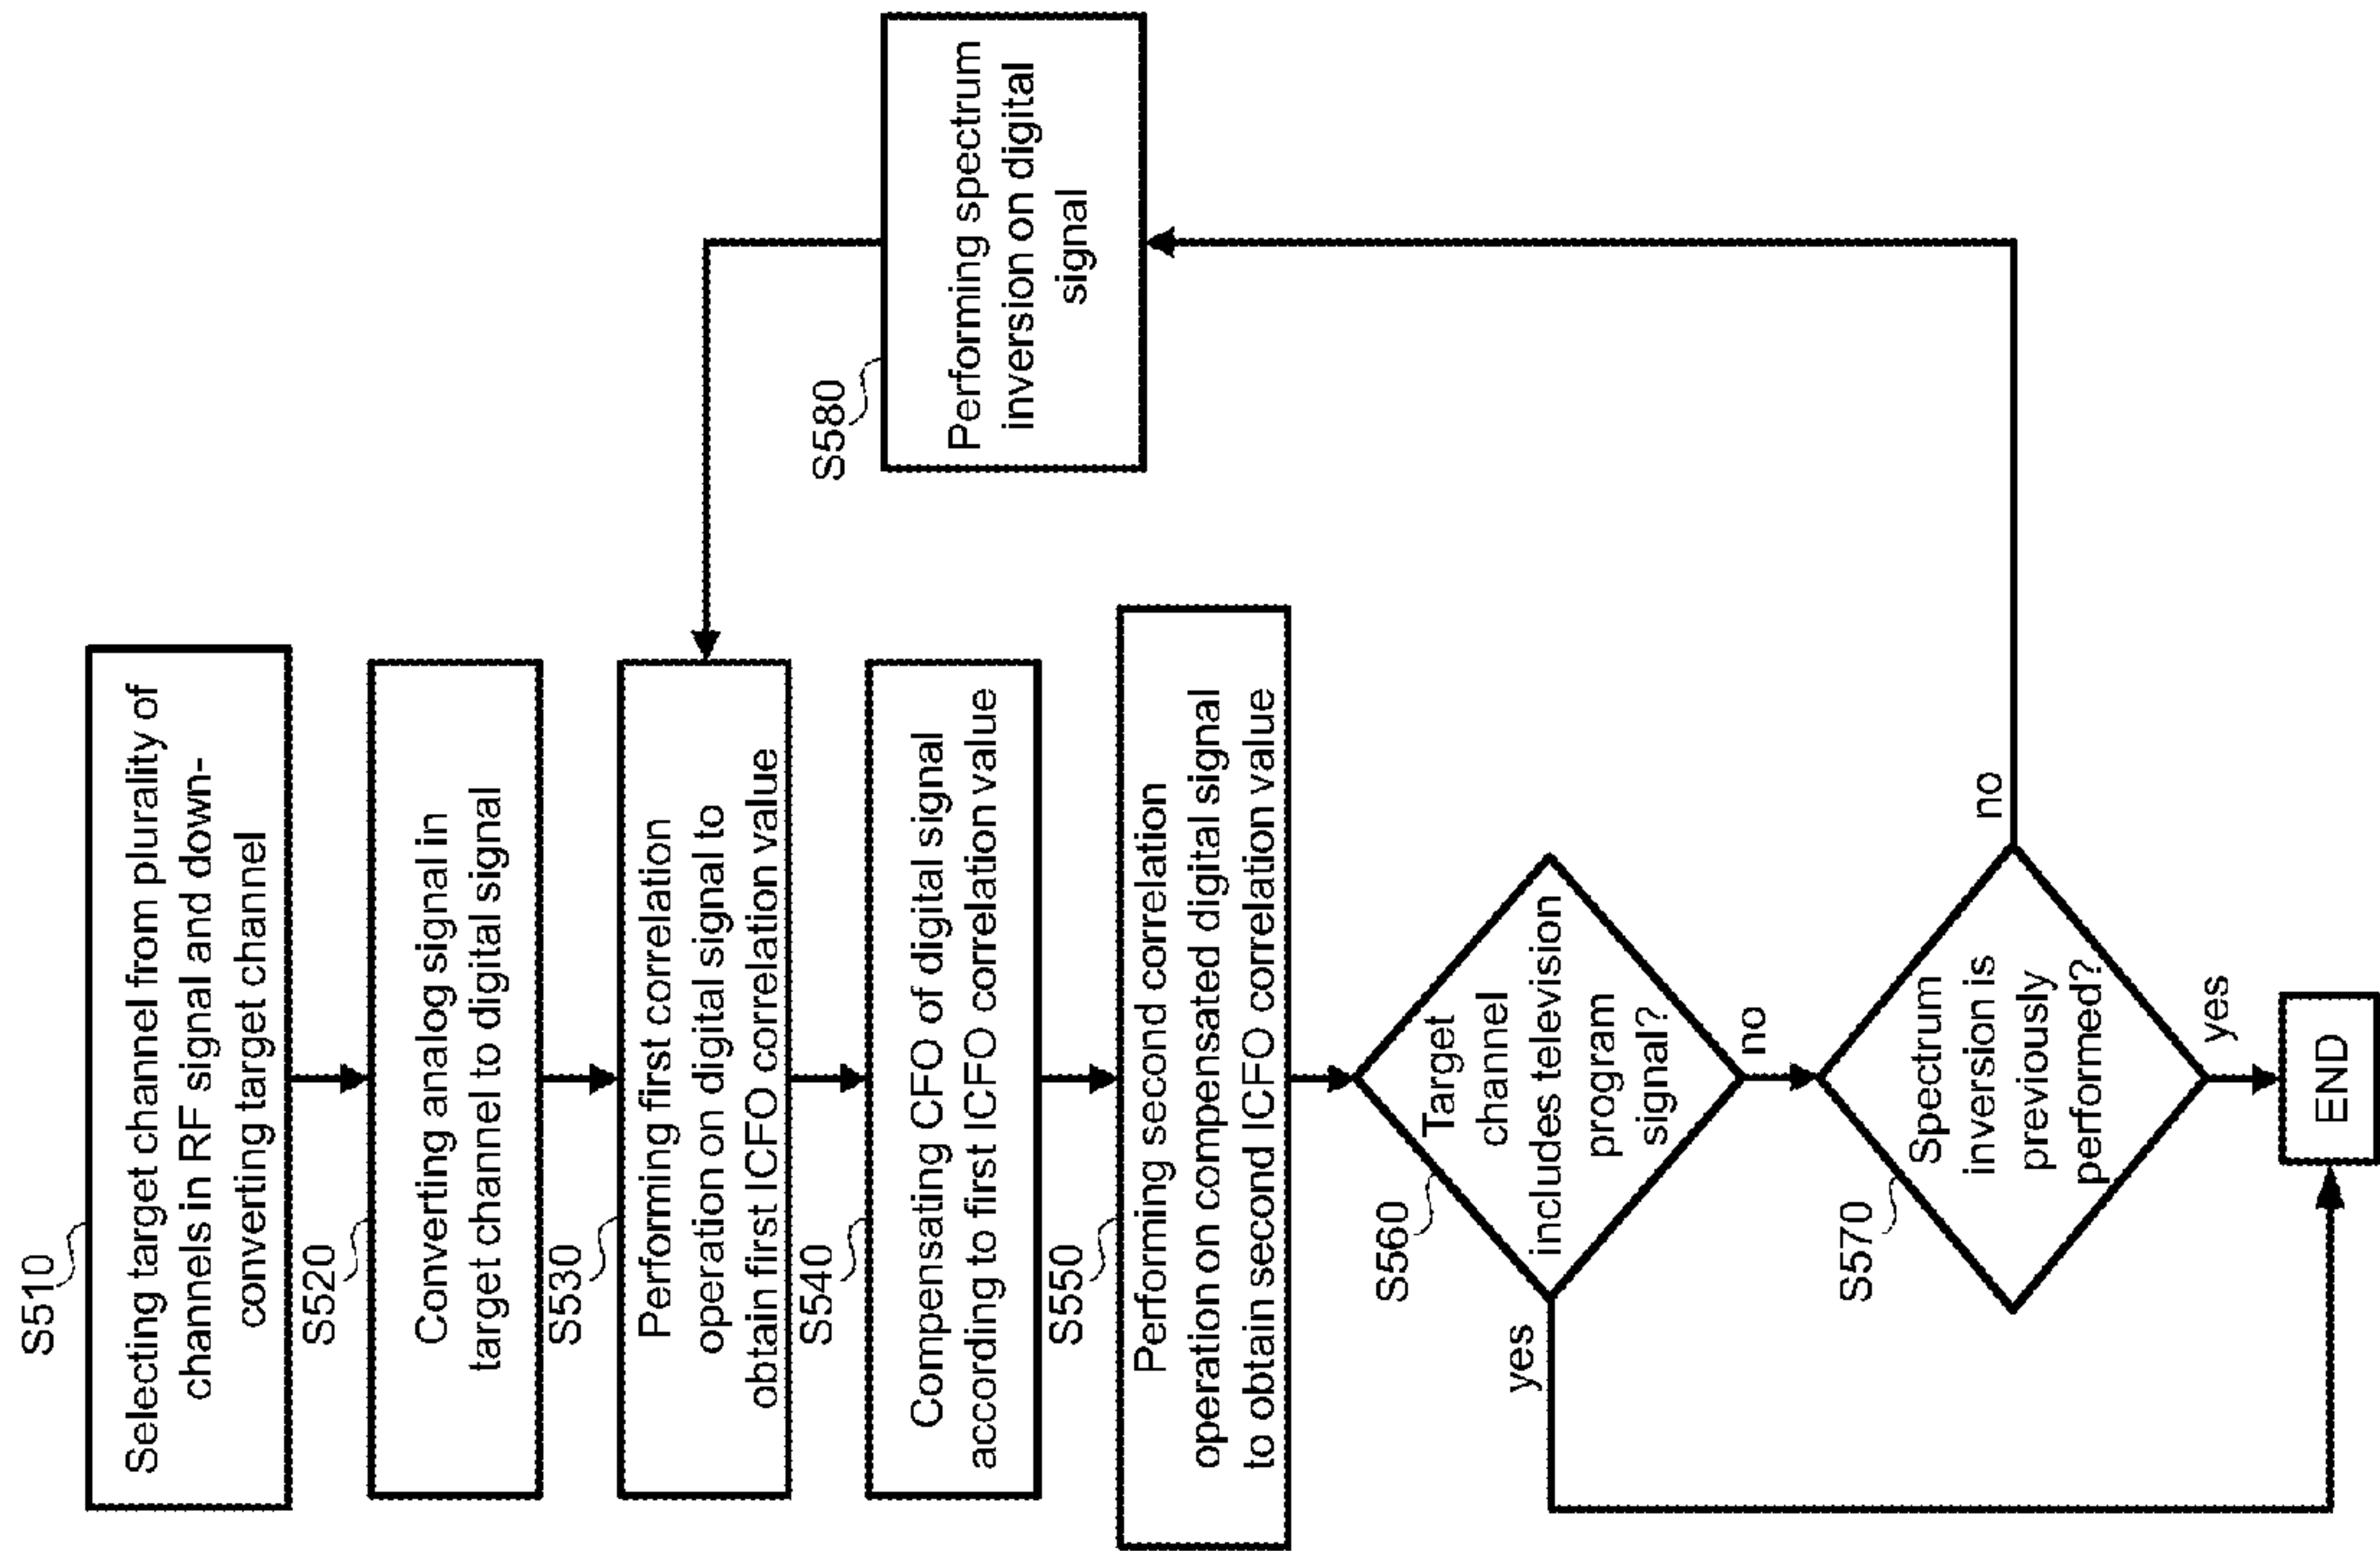 S510
Selecting target channel from plurality of
channels in RF signal and down-
converting target channel
S520
Converting analog signal in
target channel to digital signal
S530
Performing first correlation
operation on digital signal to
obtain first ICFO correlation value
S540
Compensating CFO of digital signal
according to first ICFO correlation value
S550
Performing second correlation
operation on compensated digital signal
to obtain second ICFO correlation value
S560
Target
channel
includes television
program
signal?
yes
no
S570
Spectrum
inversion is
previously
performed?
no
yes
S580
Performing spectrum
inversion on digital
signal
END